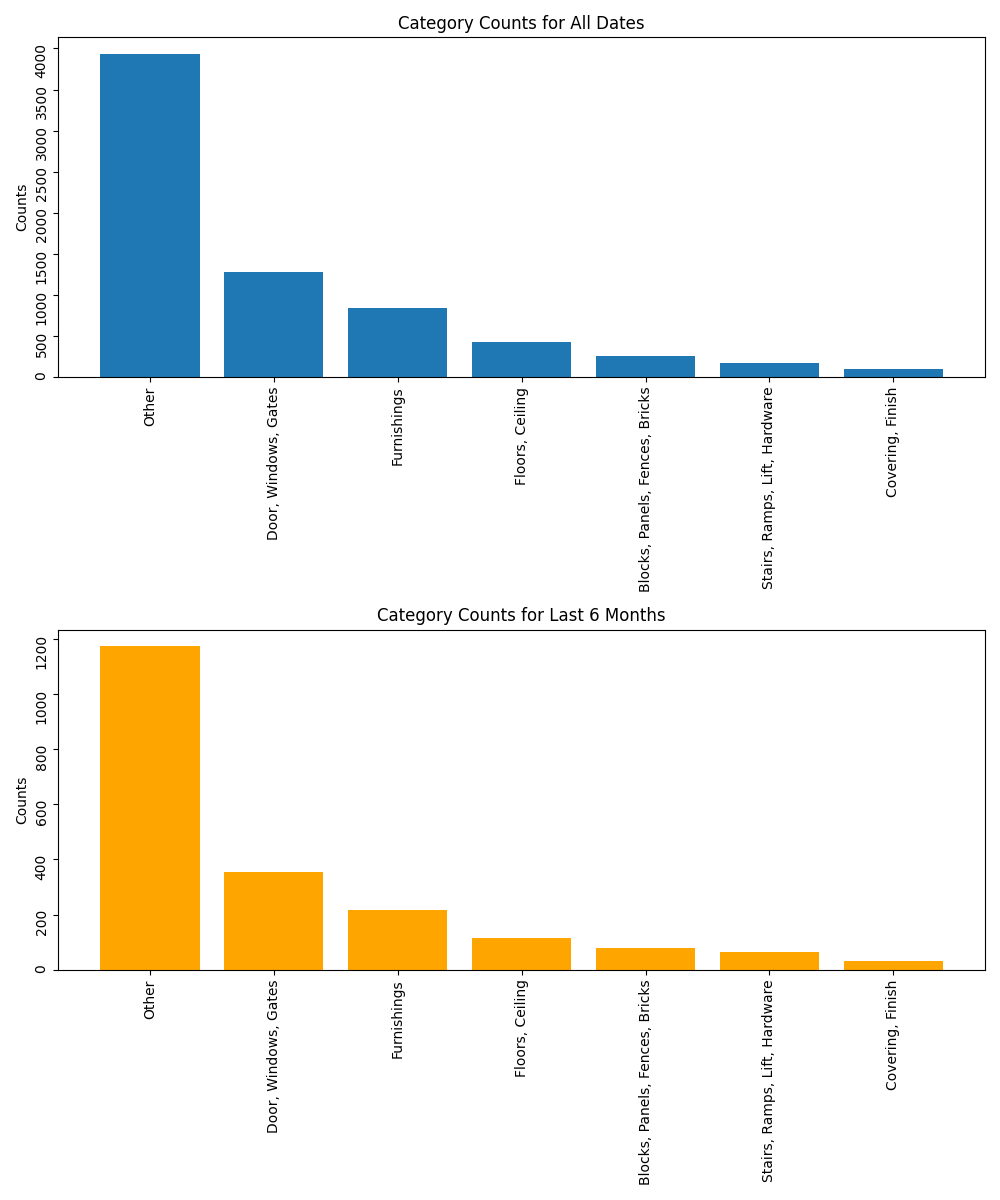 Category Counts for All Dates
Counts
4000
3500
3000
2500
2000
1500
1000
500
0
Other
Door, Windows, Gates
Furnishings
Floors, Ceiling
Blocks, Panels, Fences, Bricks
Stairs, Ramps, Lift, Hardware
Covering, Finish
Category Counts for Last 6 Months
Counts
1200
1000
800
600
400
200
0
Other
Door, Windows, Gates
Furnishings
Floors, Ceiling
Blocks, Panels, Fences, Bricks
Stairs, Ramps, Lift, Hardware
Covering, Finish